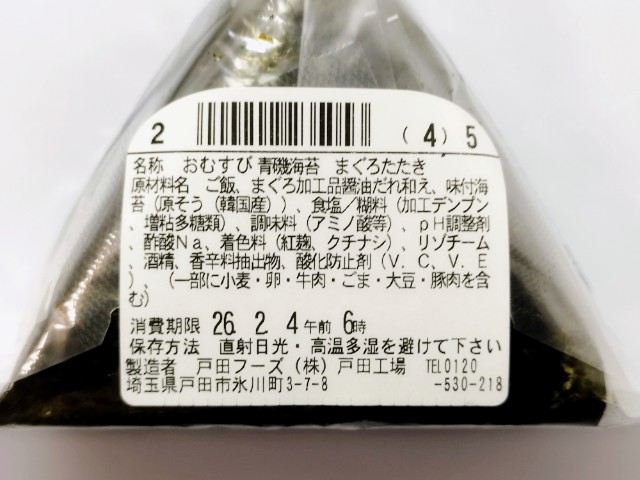 2 (4) 5
名称 おむすび 青磯海苔 まぐろたたき
原材料名 ご飯、まぐろ加工品醤油だれ和え、味付海
苔(原そう(韓国産))、食塩/糊料(加工デンプン
、増粘多糖類)、調味料(アミノ酸等)、pH調整剤
、酢酸Na、着色料(紅麹、クチナシ)、リゾチーム
、酒精、香辛料抽出物、酸化防止剤(V.C、V.E
)、(一部に小麦・卵・牛肉・ごま・大豆・豚肉を含
む)
消費期限 26.2.4午前 6時
保存方法 直射日光・高温多湿を避けて下さい
製造者 戸田フーズ(株)戸田工場 TEL0120
埼玉県戸田市氷川町3-7-8 -530-218